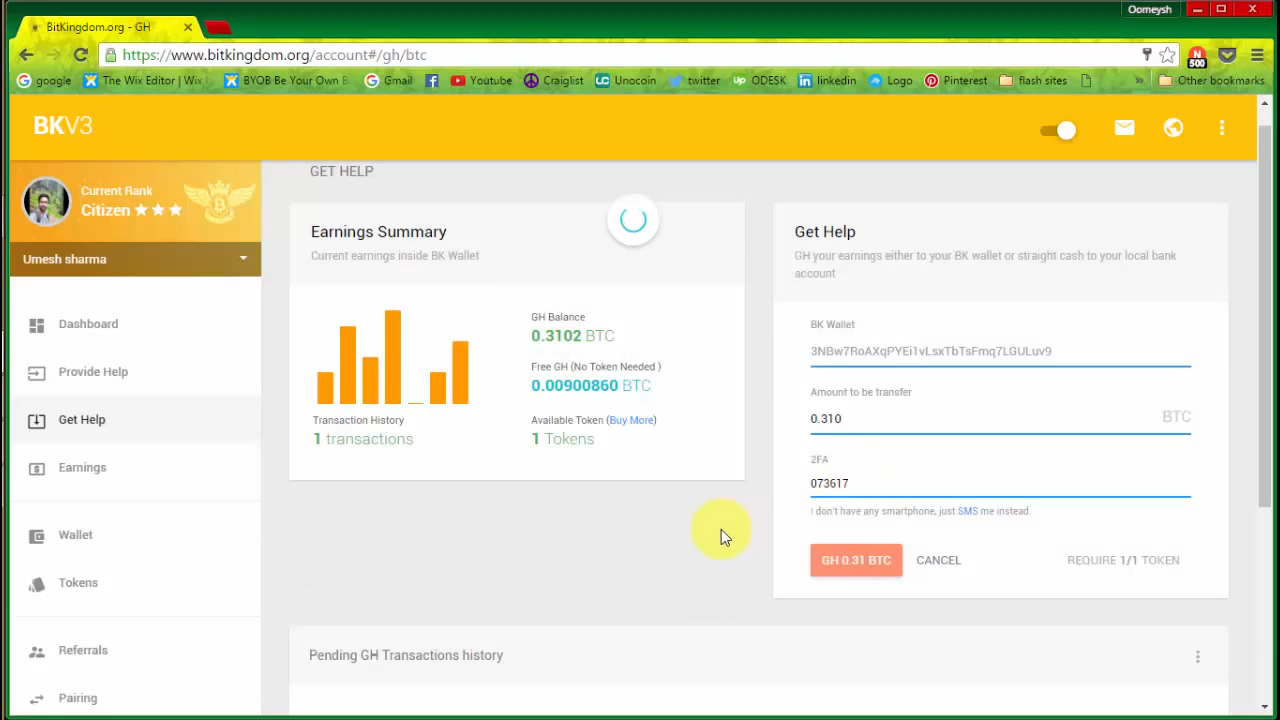 Oomeysh
BitKingdom.org - GH
https://www.bitkingdom.org/account#/gh/btc
google The Wix Editor | Wix BYOB Be Your Own B Gmail Youtube Craiglist Unocoin twitter ODESK linkedin Logo Pinterest flash sites » Other bookmarks
N
500
BKV3
Current Rank
Citizen
Umesh sharma
Dashboard
Provide Help
Get Help
Earnings
Wallet
Tokens
Referrals
Pairing
GET HELP
Earnings Summary
Current earnings inside BK Wallet
GH Balance
0.3102 BTC
Free GH (No Token Needed )
0.00900860 BTC
Transaction History
1 transactions
Available Token (Buy More)
1 Tokens
Get Help
GH your earnings either to your BK wallet or straight cash to your local bank
account
BK Wallet
3NBw7RoAXqPYEi1vLsxTbTsFmq7LGULuv9
Amount to be transfer
0.310 BTC
2FA
073617
I don't have any smartphone, just SMS me instead.
GH 0.31 BTC CANCEL REQUIRE 1/1 TOKEN
Pending GH Transactions history